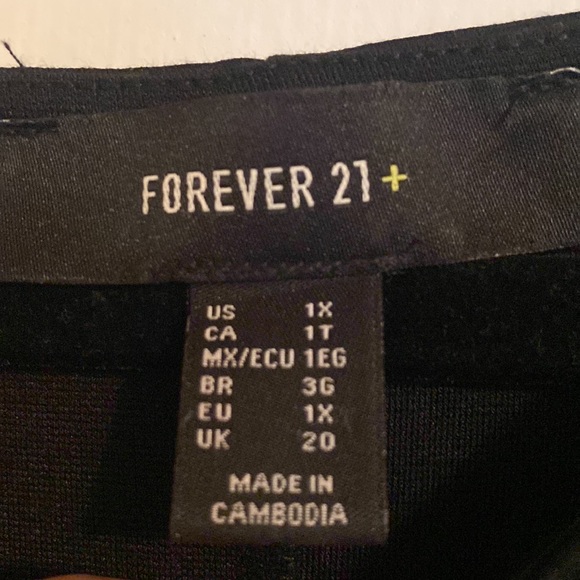 FOREVER 21+
US 1X
CA 1T
MX/ECU 1EG
BR 3G
EU 1X
UK 20
MADE IN
CAMBODIA